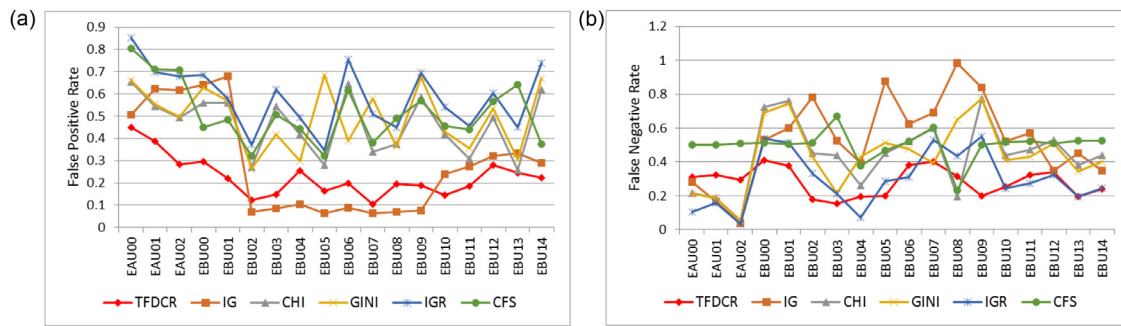 (a)
False Positive Rate
0.9
0.8
0.7
0.6
0.5
0.4
0.3
0.2
0.1
0
EAU00
EAU01
EAU02
EBU00
EBU01
EBU02
EBU03
EBU04
EBU05
EBU06
EBU07
EBU08
EBU09
EBU10
EBU11
EBU12
EBU13
EBU14
TFDCR IG CHI GINI IGR CFS
(b)
False Negative Rate
1.2
1
0.8
0.6
0.4
0.2
0
EAU00
EAU01
EAU02
EBU00
EBU01
EBU02
EBU03
EBU04
EBU05
EBU06
EBU07
EBU08
EBU09
EBU10
EBU11
EBU12
EBU13
EBU14
TFDCR IG CHI GINI IGR CFS